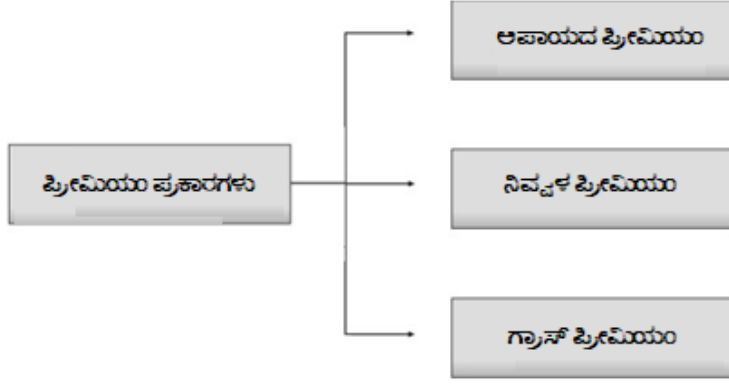 ಪ್ರೀಮಿಯಂ ಪ್ರಕಾರಗಳು
ಅಪಾಯದ ಪ್ರೀಮಿಯಂ
ನಿವ್ವಳ ಪ್ರೀಮಿಯಂ
ಗ್ರಾಸ್ ಪ್ರೀಮಿಯಂ